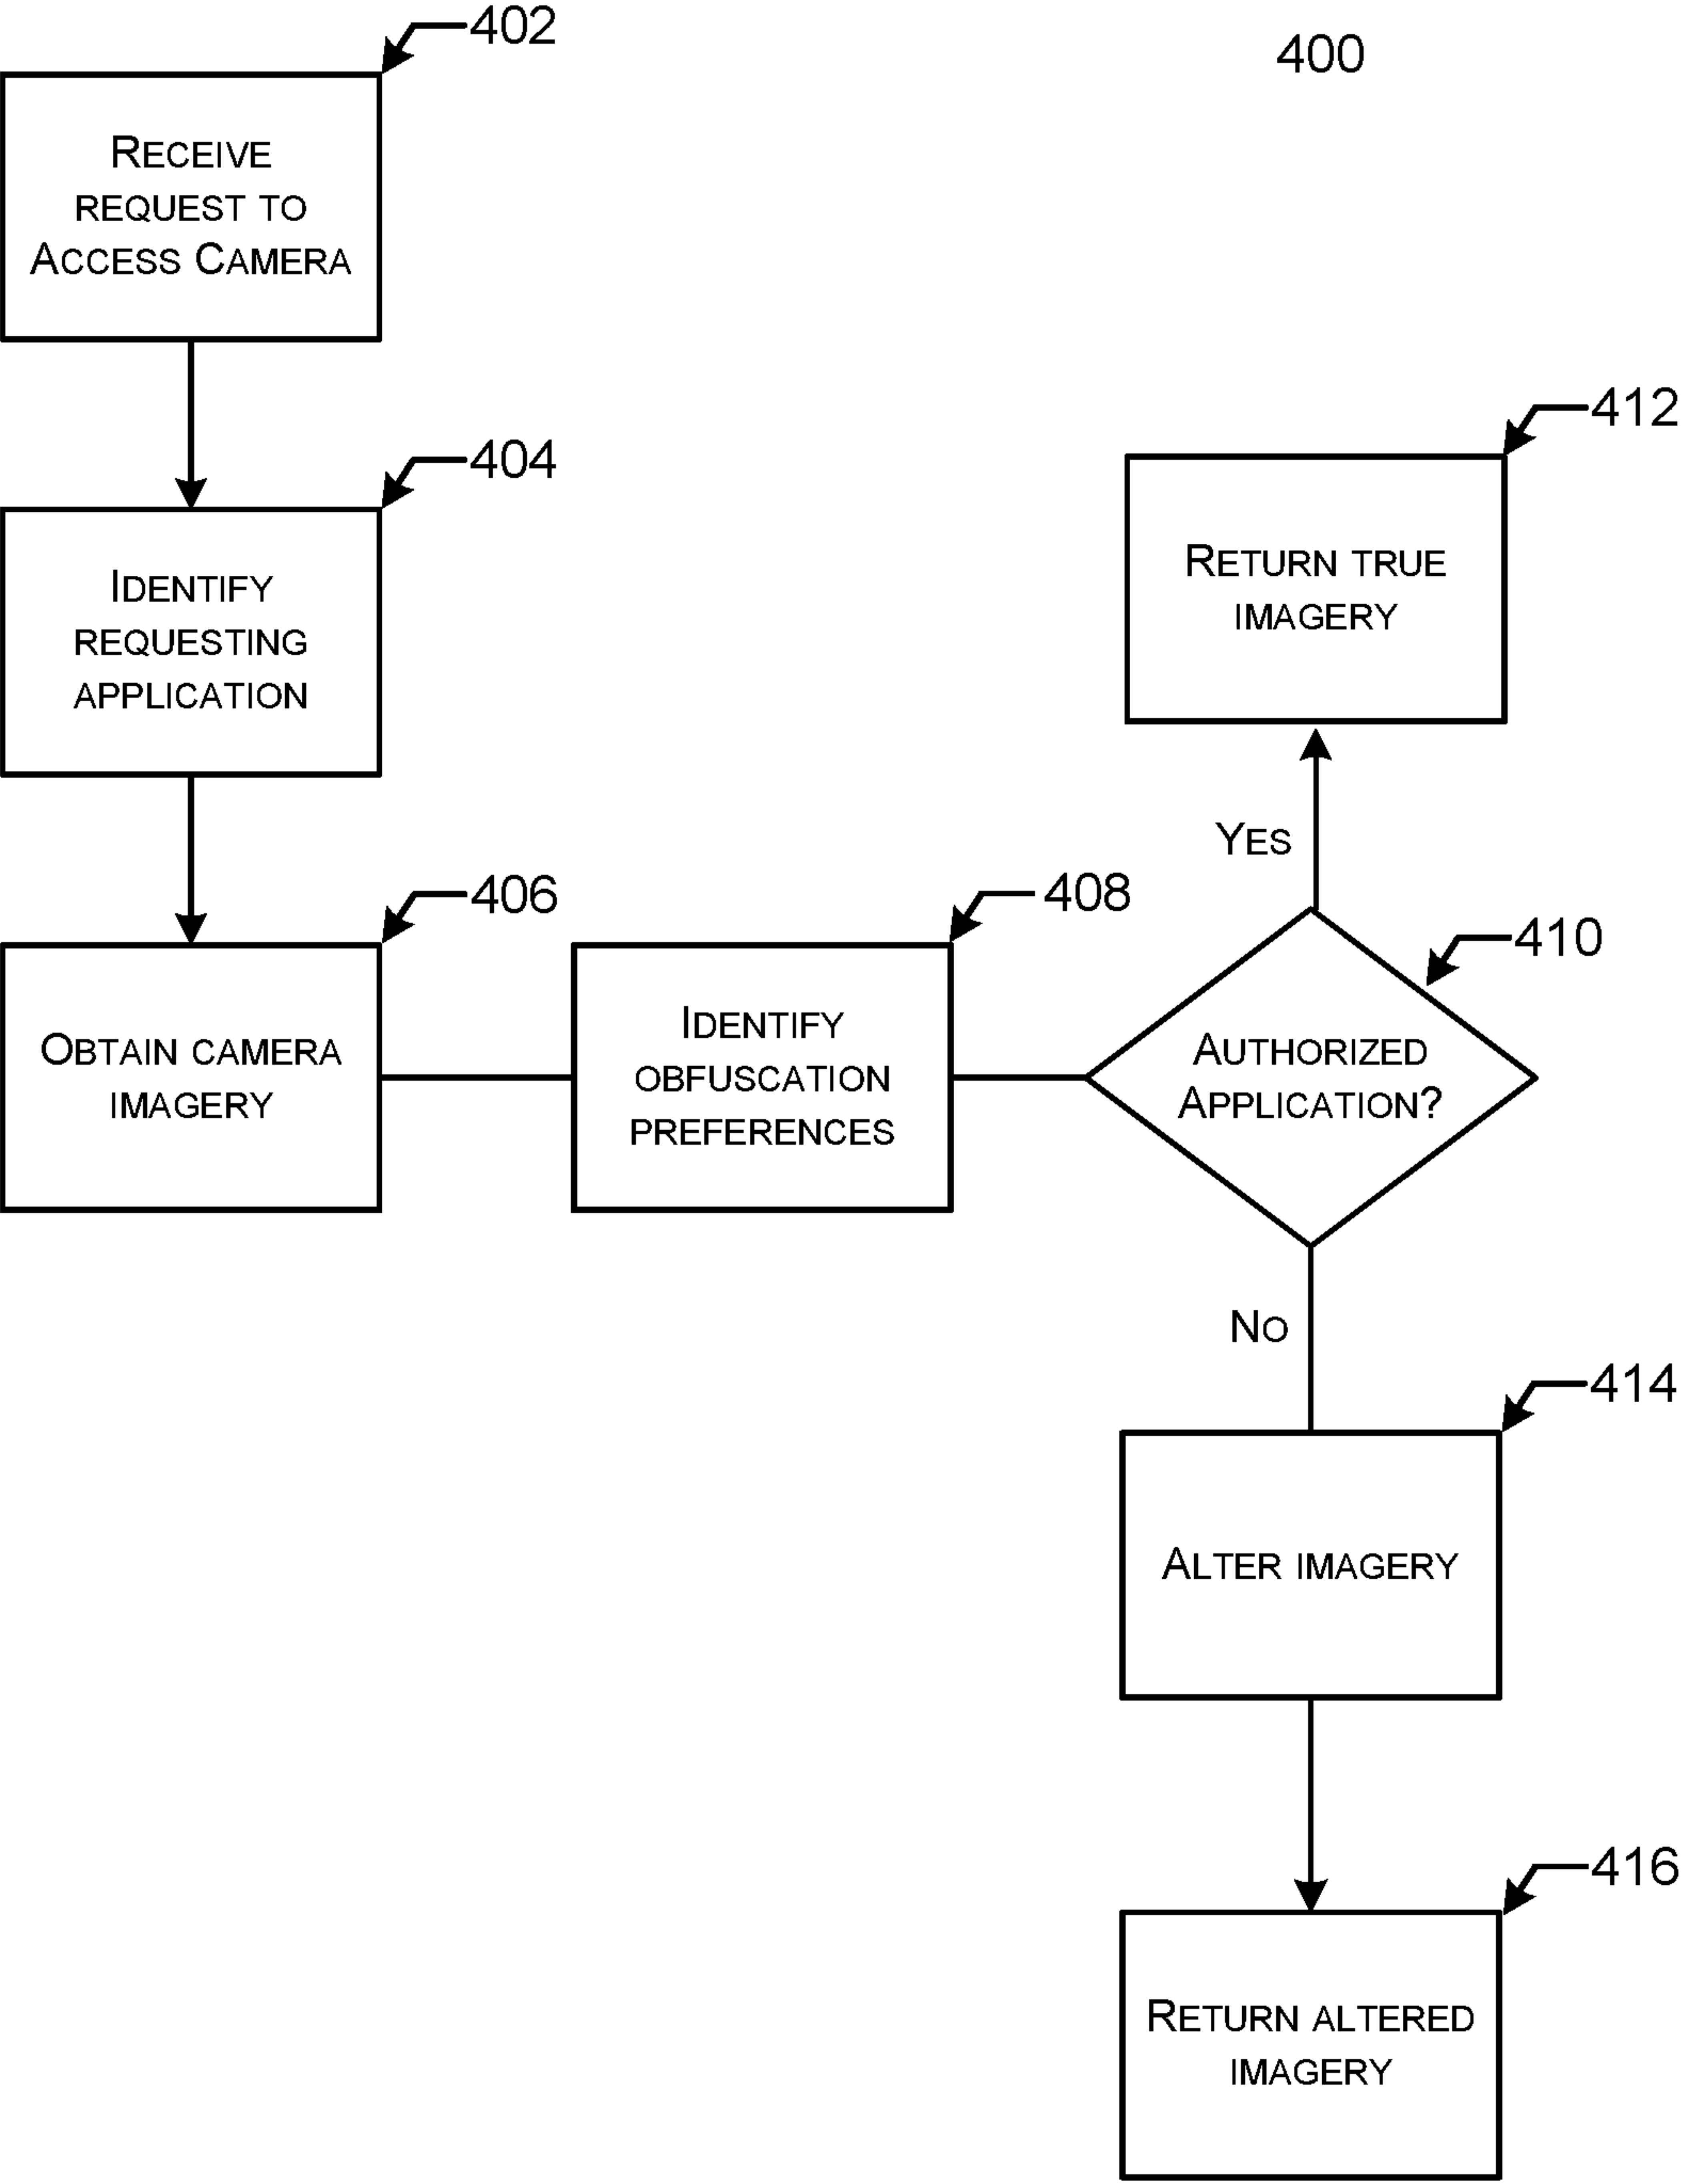 402
400
Receive
request to
Access Camera
404
Identify
requesting
application
406
Obtain camera
imagery
408
Identify
obfuscation
preferences
410
Authorized
Application?
Yes
412
Return true
imagery
No
414
Alter imagery
416
Return altered
imagery